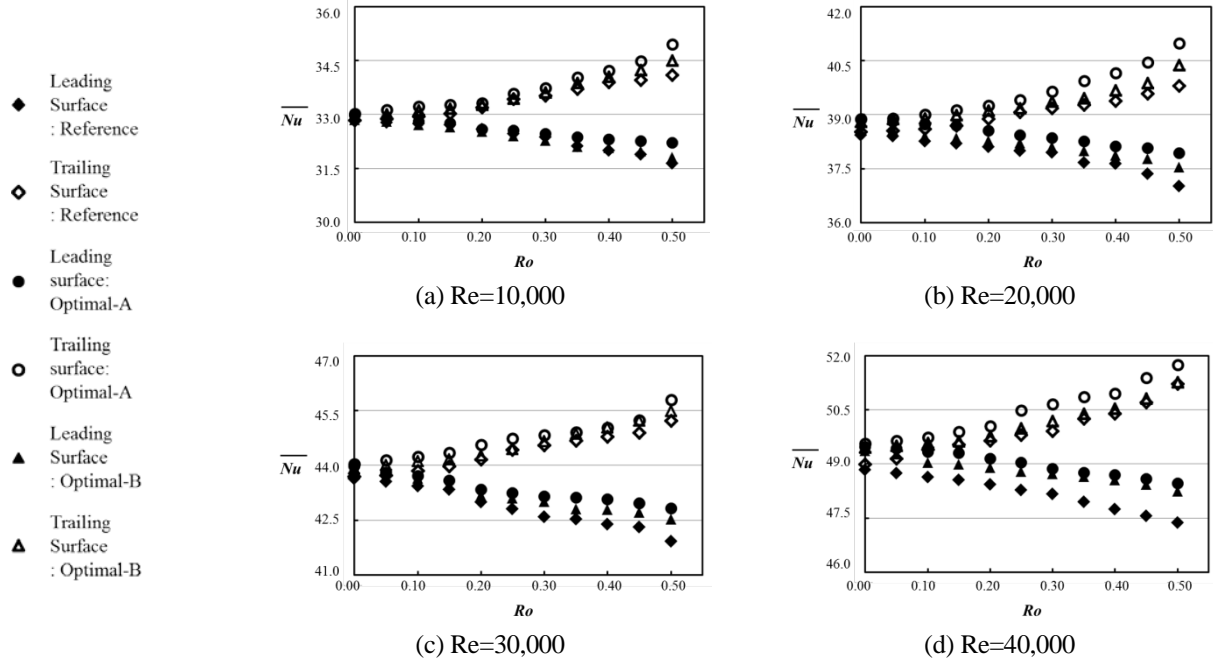 Leading
Surface
: Reference
Trailing
Surface
: Reference
Leading
surface:
Optimal-A
Trailing
surface:
Optimal-A
Leading
Surface
: Optimal-B
Trailing
Surface
: Optimal-B
36.0
34.5
33.0
31.5
30.0
Nu
0.00 0.10 0.20 0.30 0.40 0.50
Ro
(a) Re=10,000
42.0
40.5
39.0
37.5
36.0
Nu
0.00 0.10 0.20 0.30 0.40 0.50
Ro
(b) Re=20,000
47.0
45.5
44.0
42.5
41.0
Nu
0.00 0.10 0.20 0.30 0.40 0.50
Ro
(c) Re=30,000
52.0
50.5
49.0
47.5
46.0
Nu
0.00 0.10 0.20 0.30 0.40 0.50
Ro
(d) Re=40,000